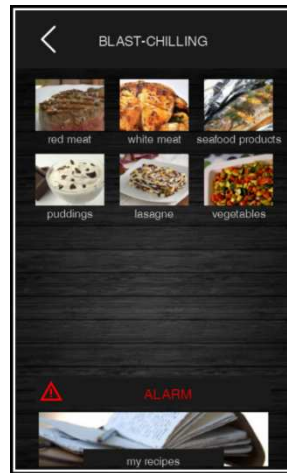 BLAST-CHILLING
red meat white meat seafood products
puddings lasagne vegetables
ALARM
my recipes